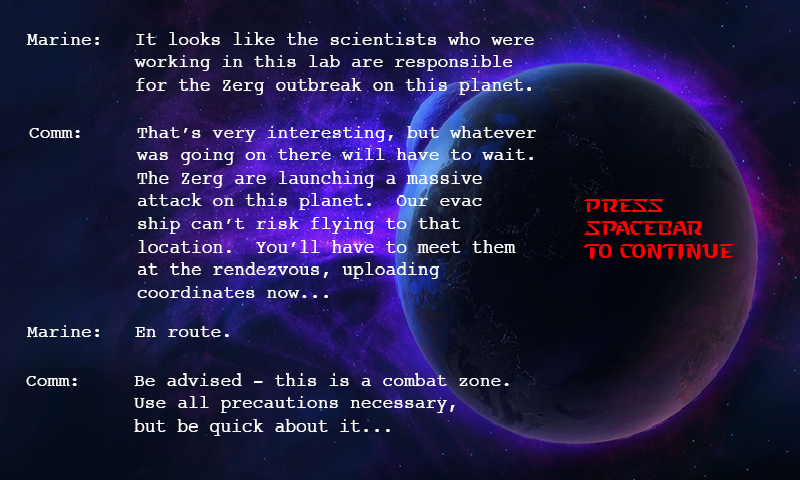 Marine: It looks like the scientists who were
working in this lab are responsible
for the Zerg outbreak on this planet.
Comm: That's very interesting, but whatever
was going on there will have to wait.
The Zerg are launching a massive
attack on this planet.  Our evac
ship can't risk flying to that
location.  You'll have to meet them
at the rendezvous, uploading
coordinates now...
Marine: En route.
Comm: Be advised - this is a combat zone.
Use all precautions necessary,
but be quick about it...
PRESS
SPACEBAR
TO CONTINUE